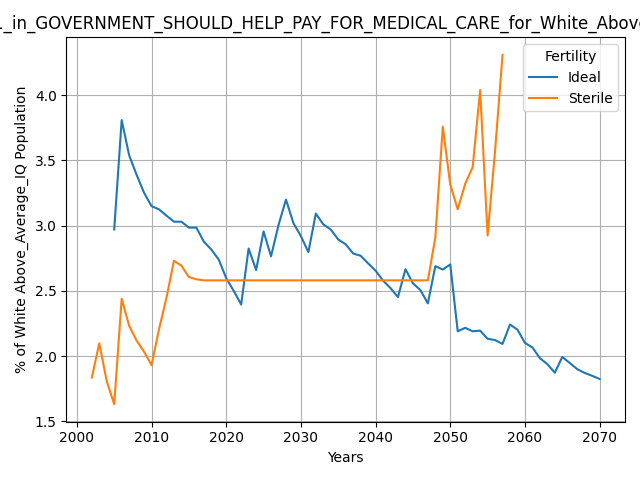 _in_GOVERNMENT_SHOULD_HELP_PAY_FOR_MEDICAL_CARE_for_White_Above
% of White Above_Average_IQ Population
4.0
3.5
3.0
2.5
2.0
1.5
Fertility
Ideal
Sterile
2000 2010 2020 2030 2040 2050 2060 2070
Years